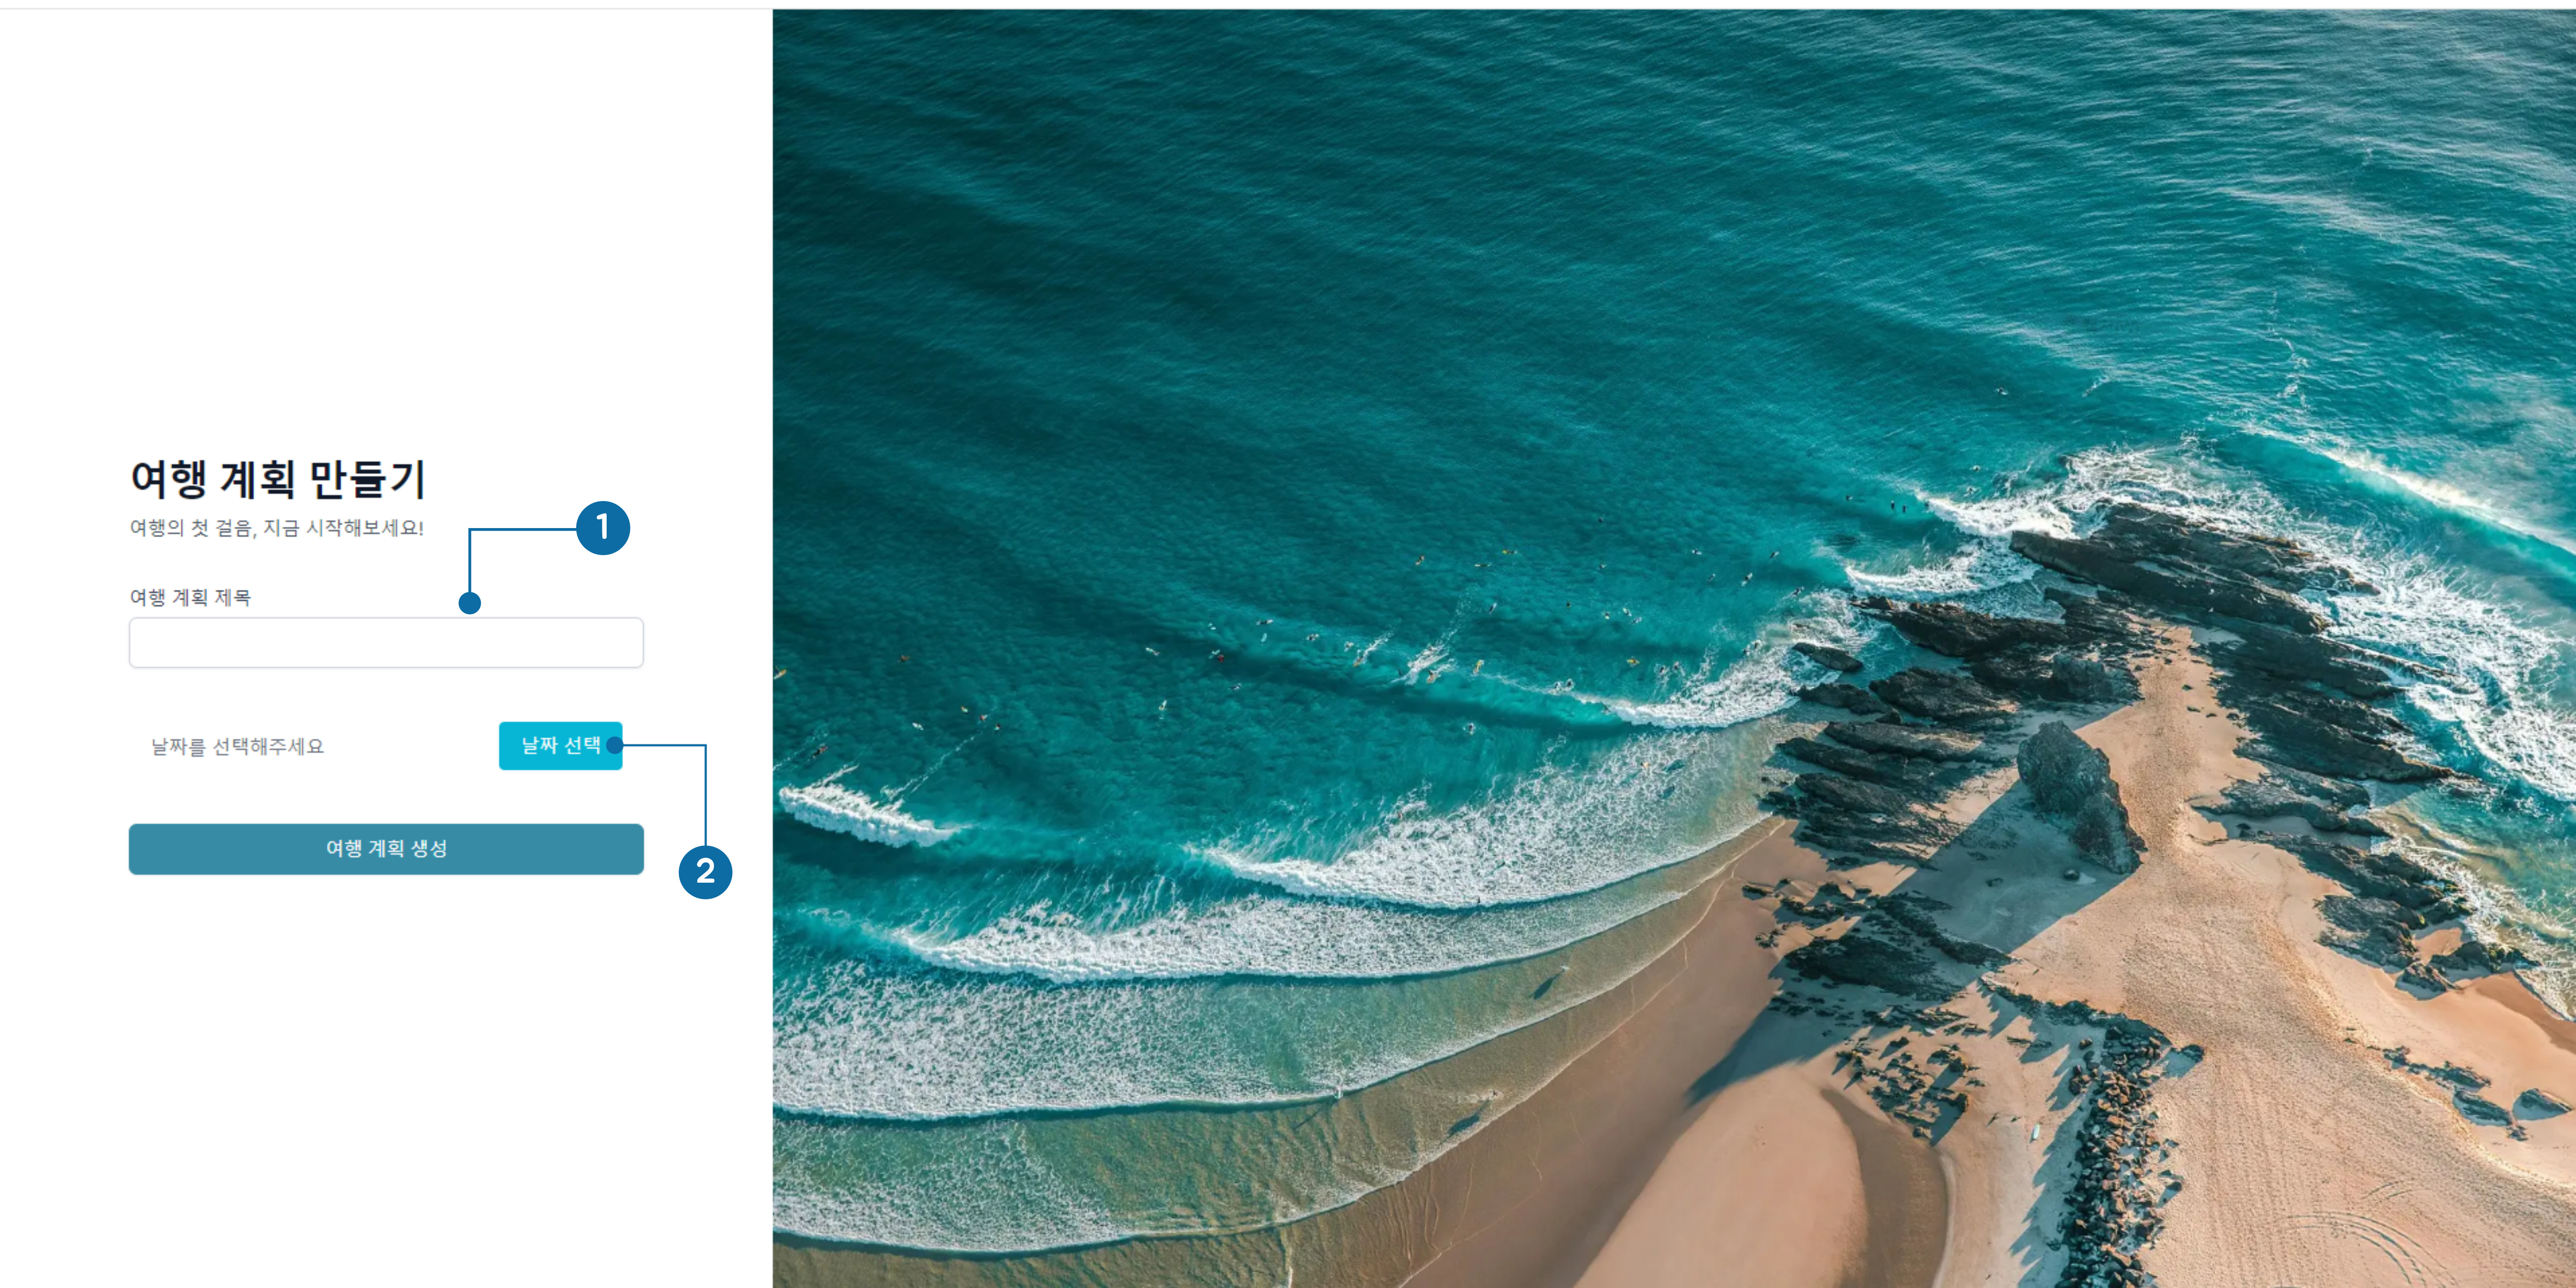 여행 계획 만들기
여행의 첫 걸음, 지금 시작해보세요!
1
여행 계획 제목
날짜를 선택해주세요 날짜 선택
여행 계획 생성
2